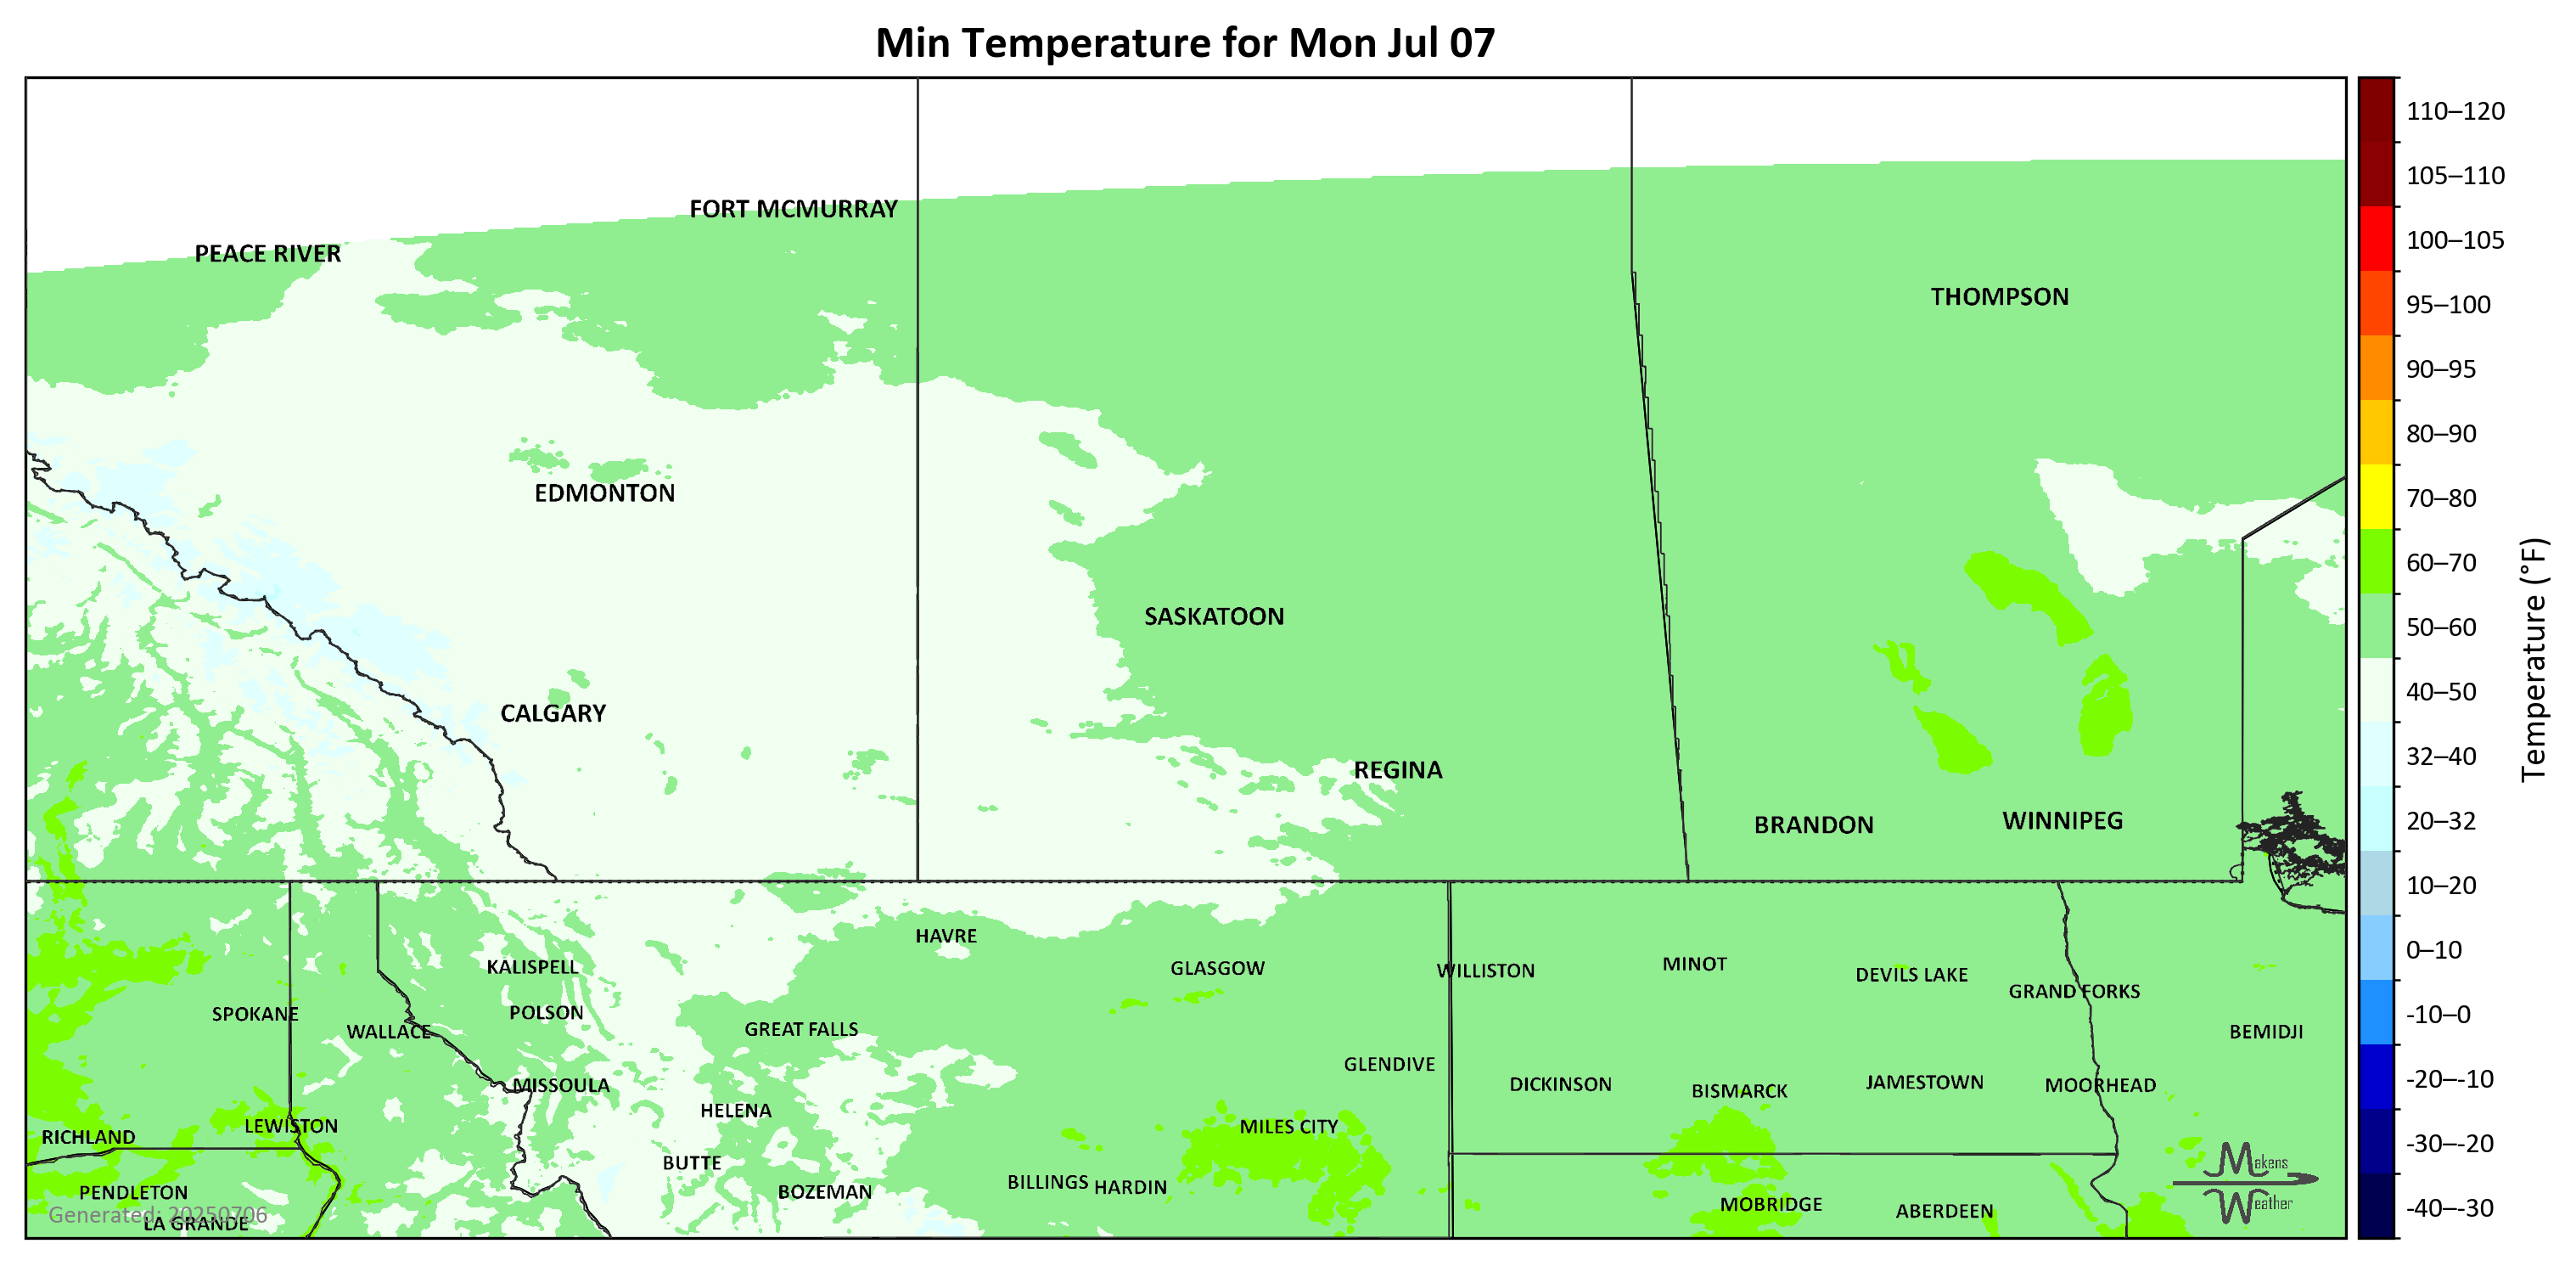 Min Temperature for Mon Jul 07
110–120
105–110
100–105
95–100
90–95
80–90
70–80
60–70
50–60
40–50
32–40
20–32
10–20
0–10
-10–0
-20–-10
-30–-20
-40–-30
Temperature (°F)
FORT MCMURRAY
PEACE RIVER
THOMPSON
EDMONTON
SASKATOON
CALGARY
REGINA
BRANDON
WINNIPEG
HAVRE
KALISPELL
GLASGOW
WILLISTON
MINOT
DEVILS LAKE
GRAND FORKS
SPOKANE
POLSON
WALLACE
GREAT FALLS
BEMIDJI
GLENDIVE
MISSOULA
DICKINSON
BISMARCK
JAMESTOWN
MOORHEAD
HELENA
LEWISTON
MILES CITY
RICHLAND
BUTTE
PENDLETON
BOZEMAN
BILLINGS
HARDIN
MOBRIDGE
ABERDEEN
Generated: 20250706
LA GRANDE
Makens
Weather